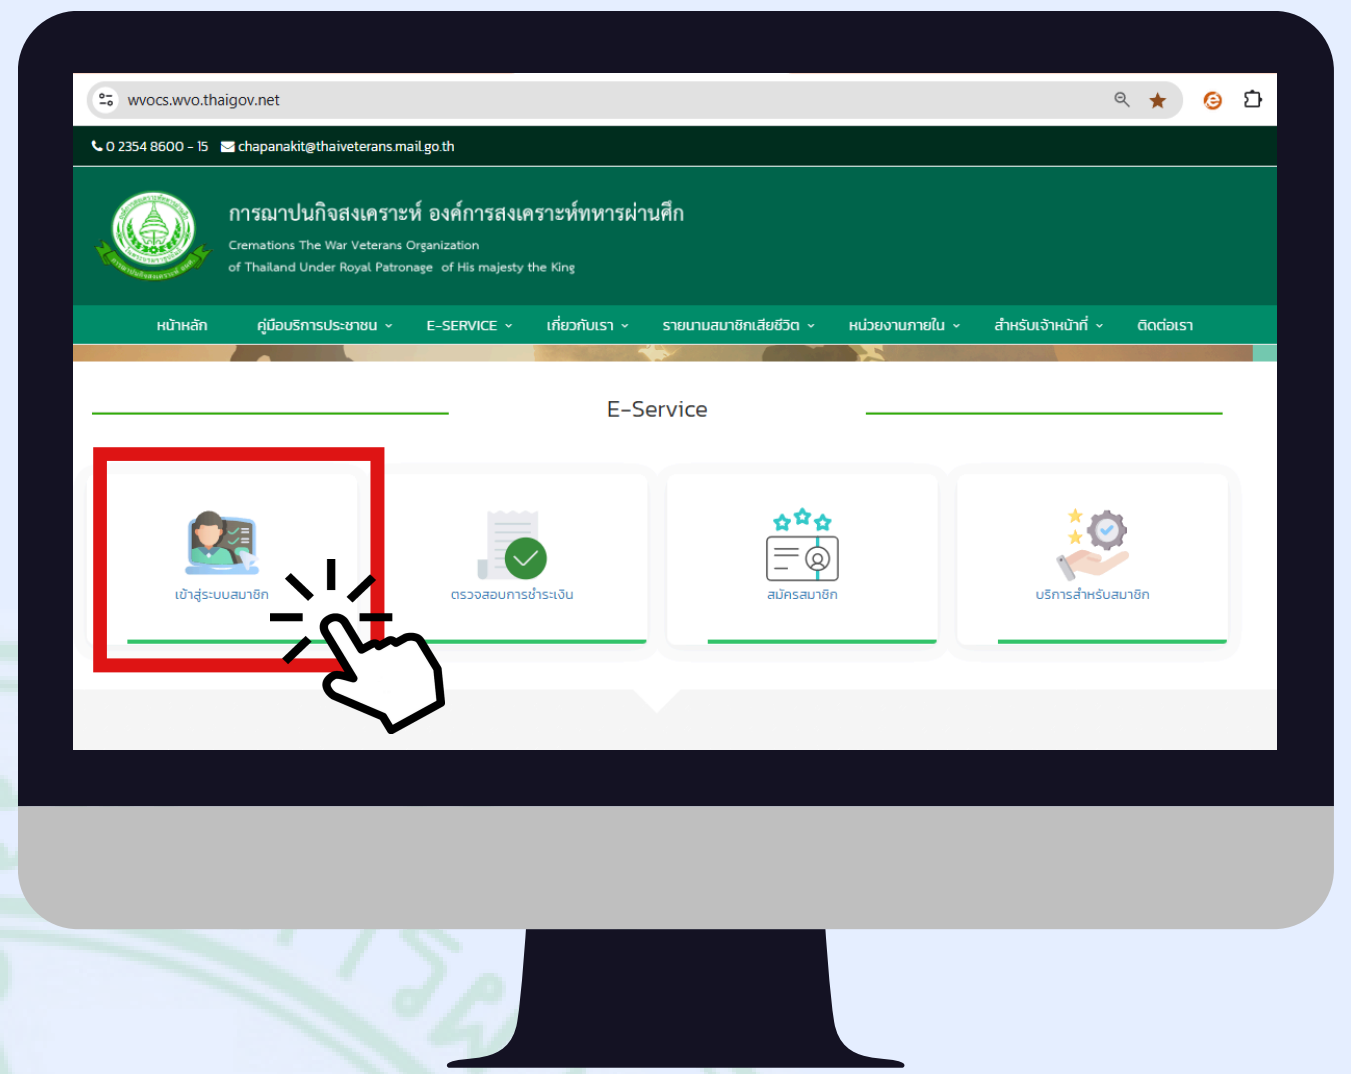 wvocs.wvo.thaigov.net
0 2354 8600 - 15 chapanakit@thaiveterans.mail.go.th
การฌาปนกิจสงเคราะห์ องค์การสงเคราะห์ทหารผ่านศึก
Cremations The War Veterans Organization
of Thailand Under Royal Patronage of His majesty the King
หน้าหลัก คู่มือบริการประชาชน E-SERVICE เกี่ยวกับเรา รายนามสมาชิกเสียชีวิต หน่วยงานภายใน สำหรับเจ้าหน้าที่ ติดต่อเรา
E-Service
เข้าสู่ระบบสมาชิก ตรวจสอบการชำระเงิน สมัครสมาชิก บริการสำหรับสมาชิก